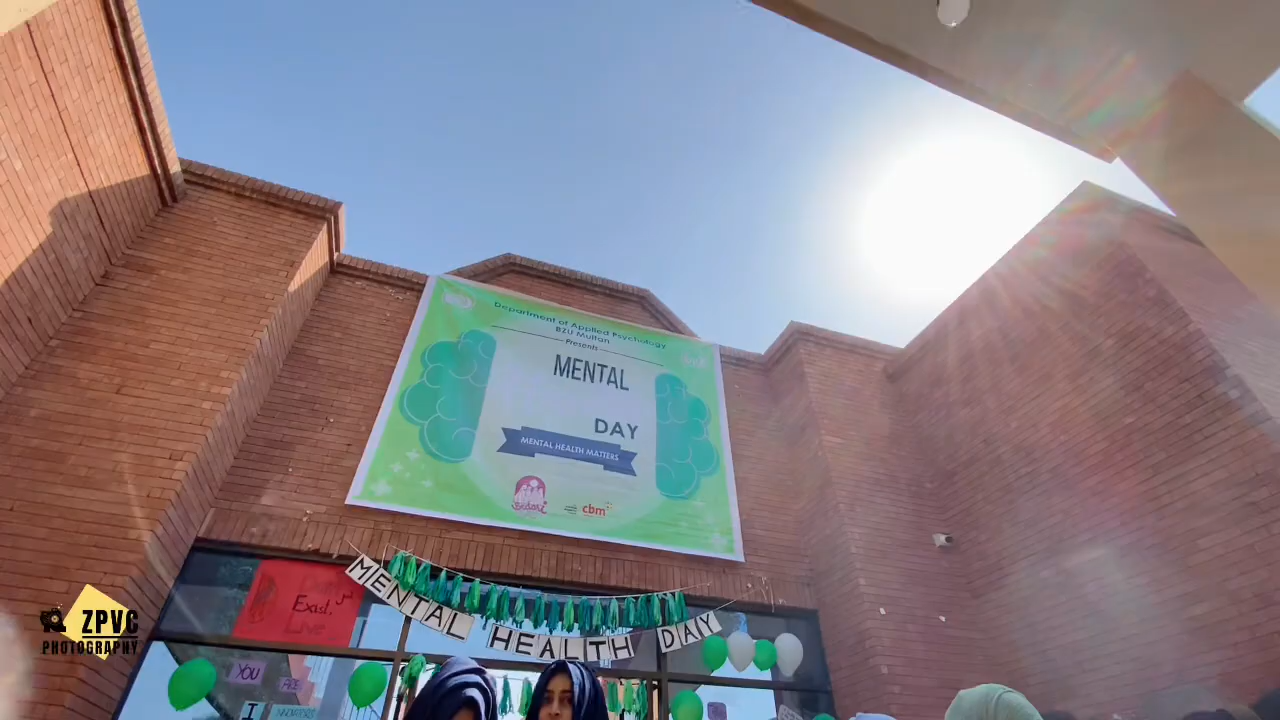 Department of Applied Psychology
BZU Multan
Presents
MENTAL
DAY
MENTAL HEALTH MATTERS
cbm
MENTAL HEALTH DAY
Exist,
Live
YOU
ARE
I
ZPVC
PHOTOGRAPHY